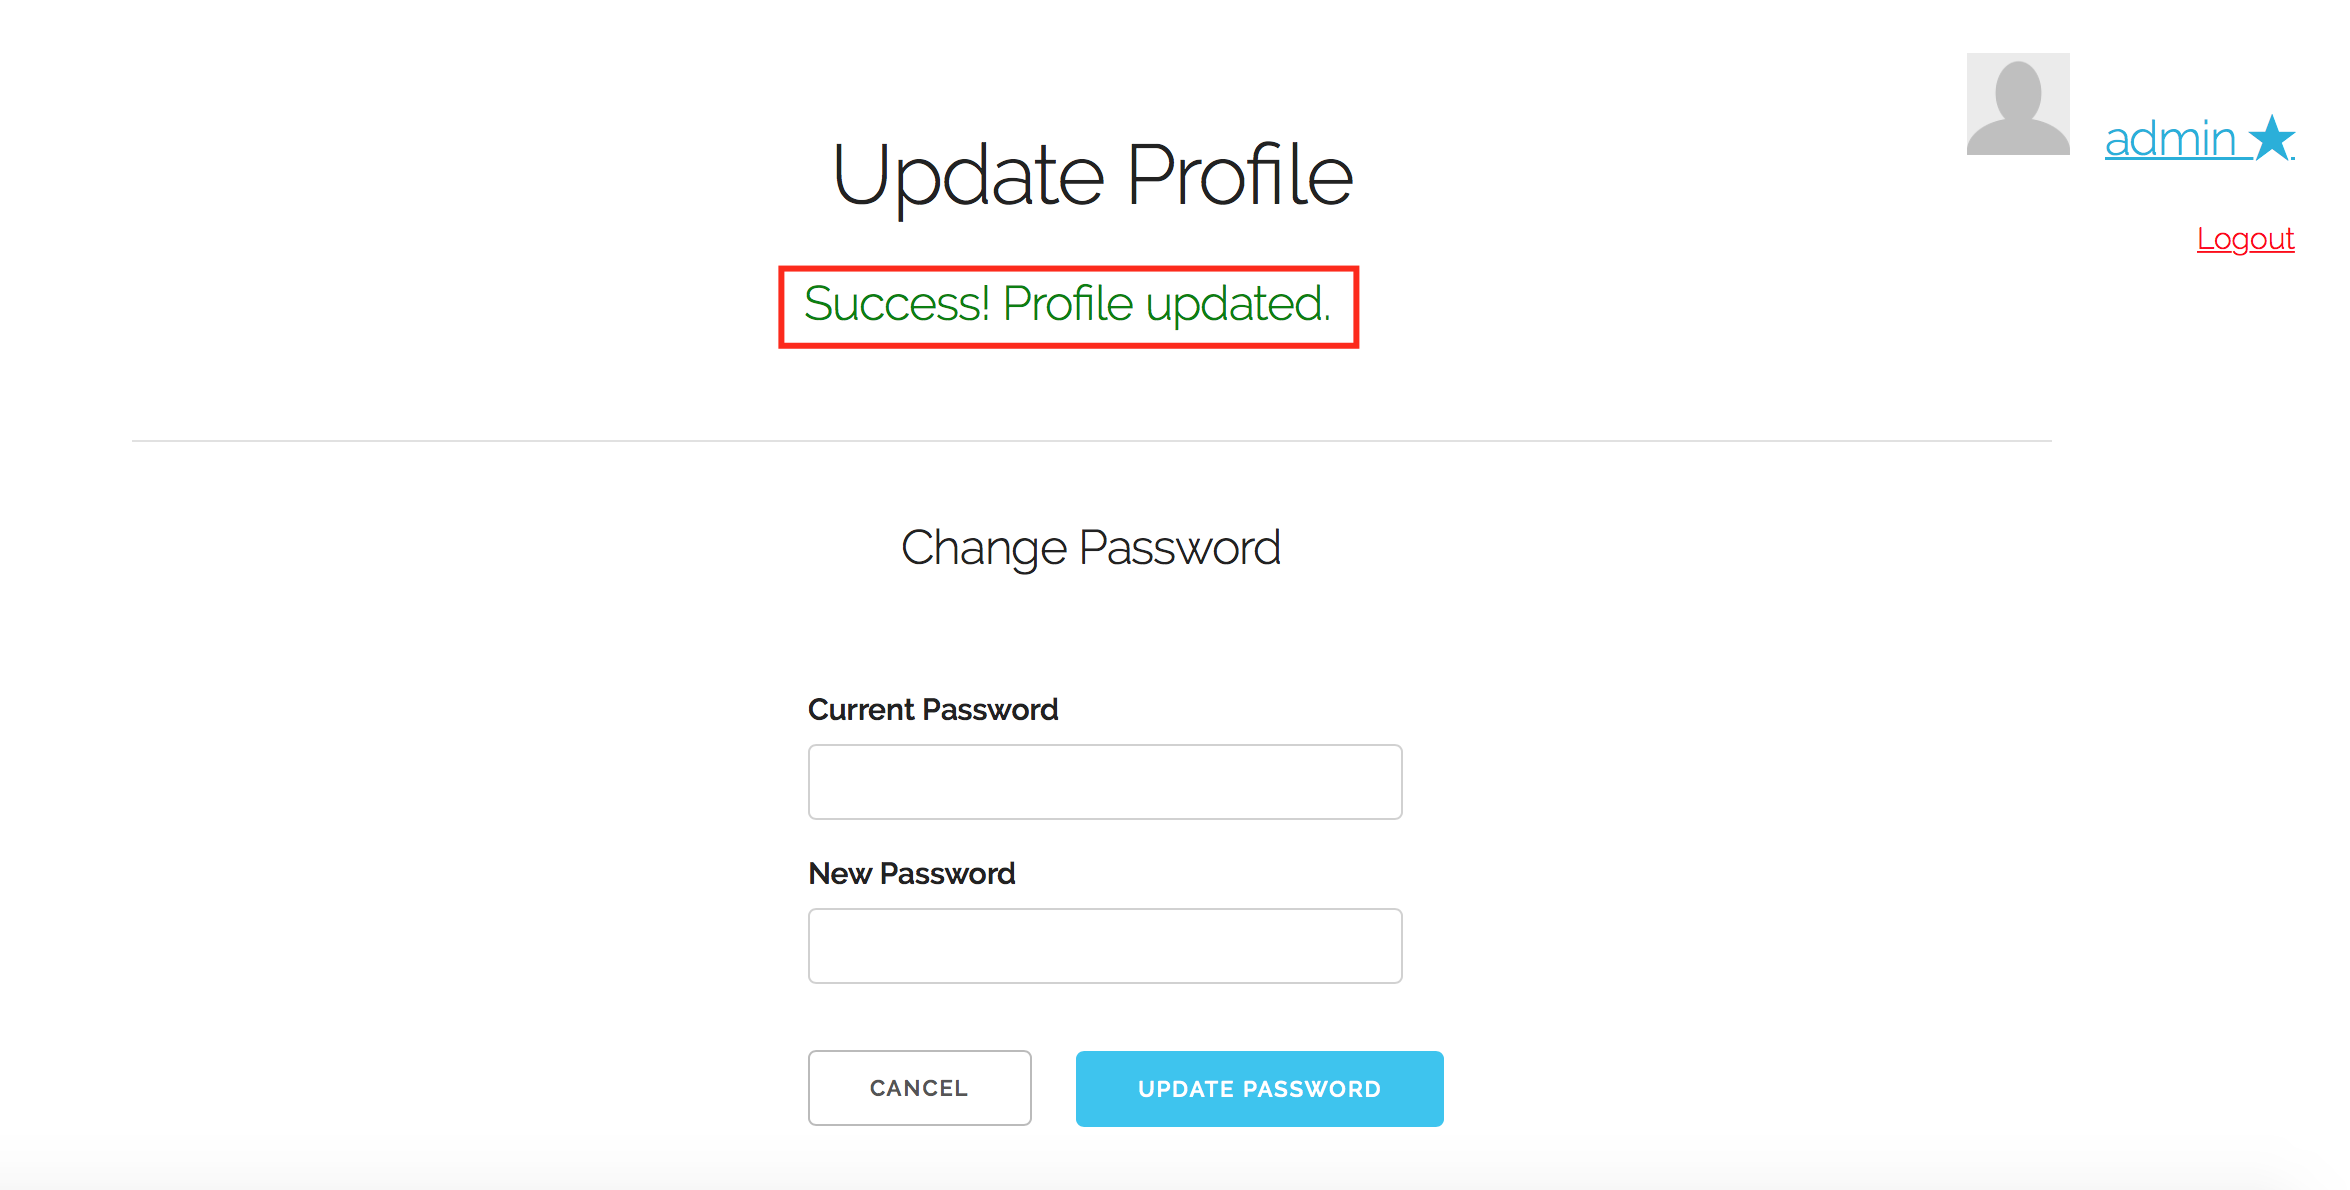 admin ★
Update Profile
Logout
Success! Profile updated.
Change Password
Current Password
New Password
CANCEL
UPDATE PASSWORD